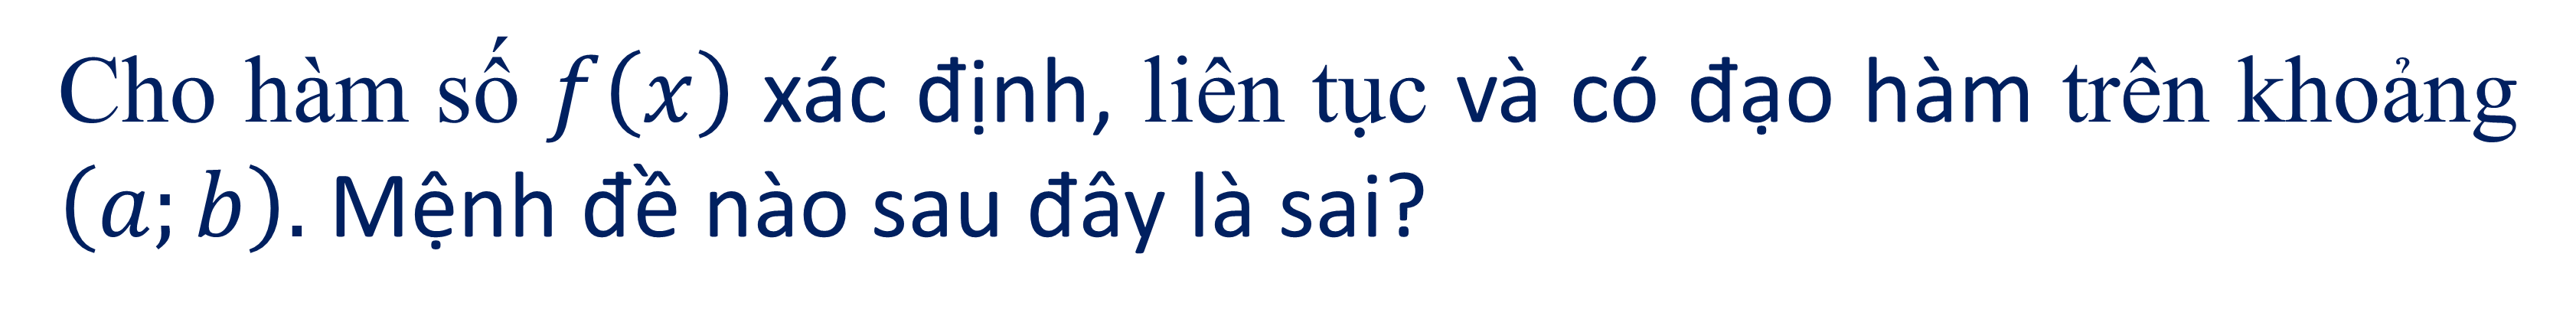 Cho hàm số f(x) xác định, liên tục và có đạo hàm trên khoảng
(a; b). Mệnh đề nào sau đây là sai?